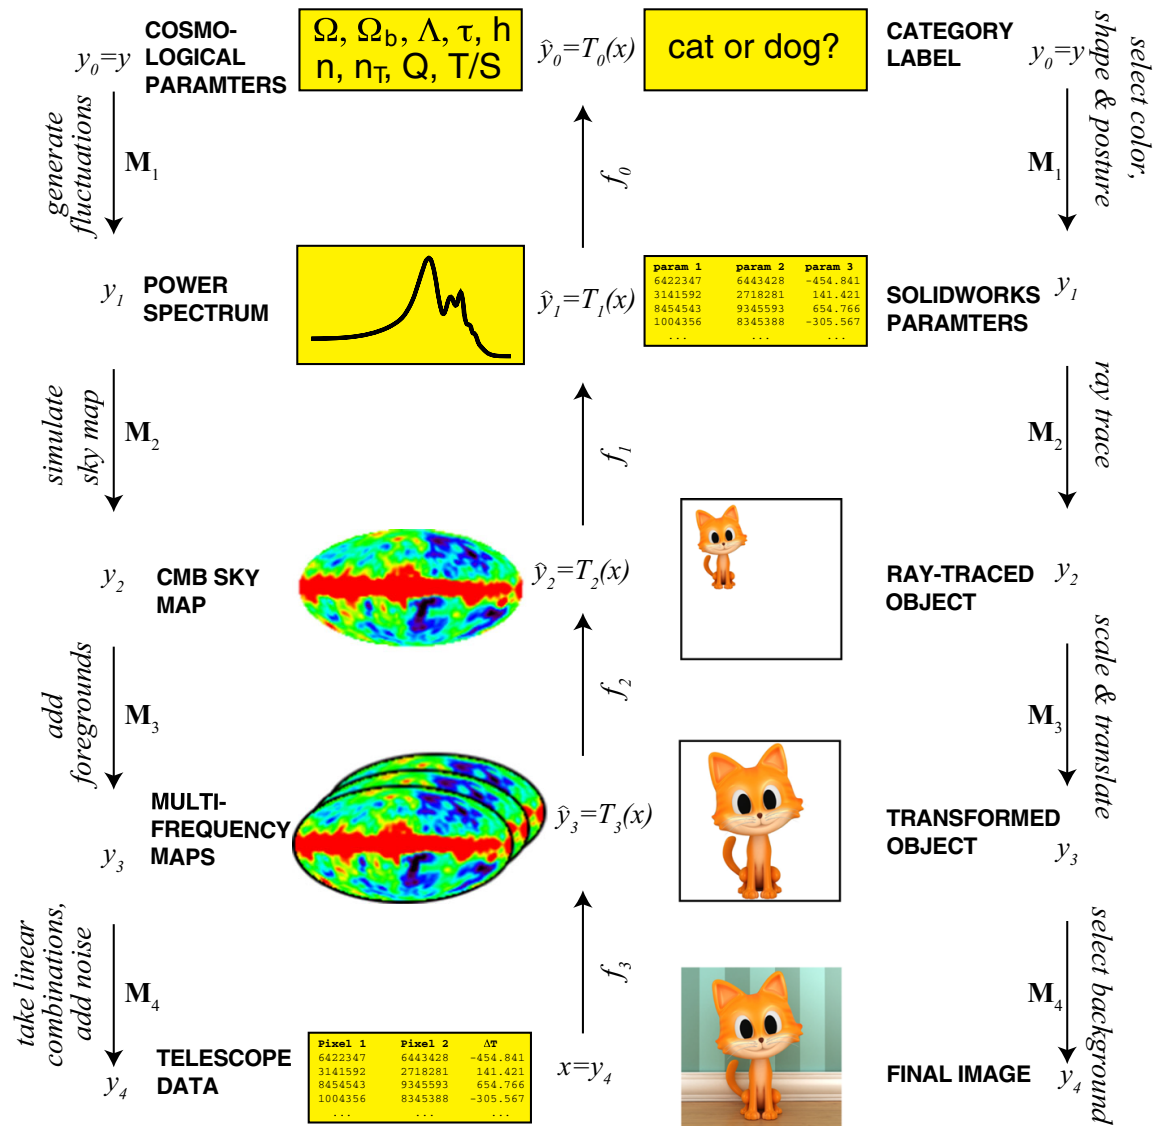 COSMO-
LOGICAL
PARAMTERS
y0=y
Ω, Ωb, Λ, τ, h
n, nT, Q, T/S
ŷ0=T0(x)
cat or dog?
CATEGORY
LABEL
y0=y
generate
fluctuations
M1
f0
M1
select color,
shape & posture
y1
POWER
SPECTRUM
ŷ1=T1(x)
param 1 param 2 param 3
6422347 6443428 -454.841
3141592 2718281 141.421
8454543 9345593 654.766
1004356 8345388 -305.567
... ... ...
SOLIDWORKS
PARAMTERS
y1
simulate
sky map
M2
f1
M2
ray trace
y2
CMB SKY
MAP
ŷ2=T2(x)
RAY-TRACED
OBJECT
y2
add
foregrounds
M3
f2
M3
scale & translate
y3
MULTI-
FREQUENCY
MAPS
ŷ3=T3(x)
TRANSFORMED
OBJECT
y3
take linear
combinations,
add noise
M4
f3
M4
select background
y4
TELESCOPE
DATA
Pixel 1 Pixel 2 ΔT
6422347 6443428 -454.841
3141592 2718281 141.421
8454543 9345593 654.766
1004356 8345388 -305.567
... ... ...
x=y4
FINAL IMAGE
y4